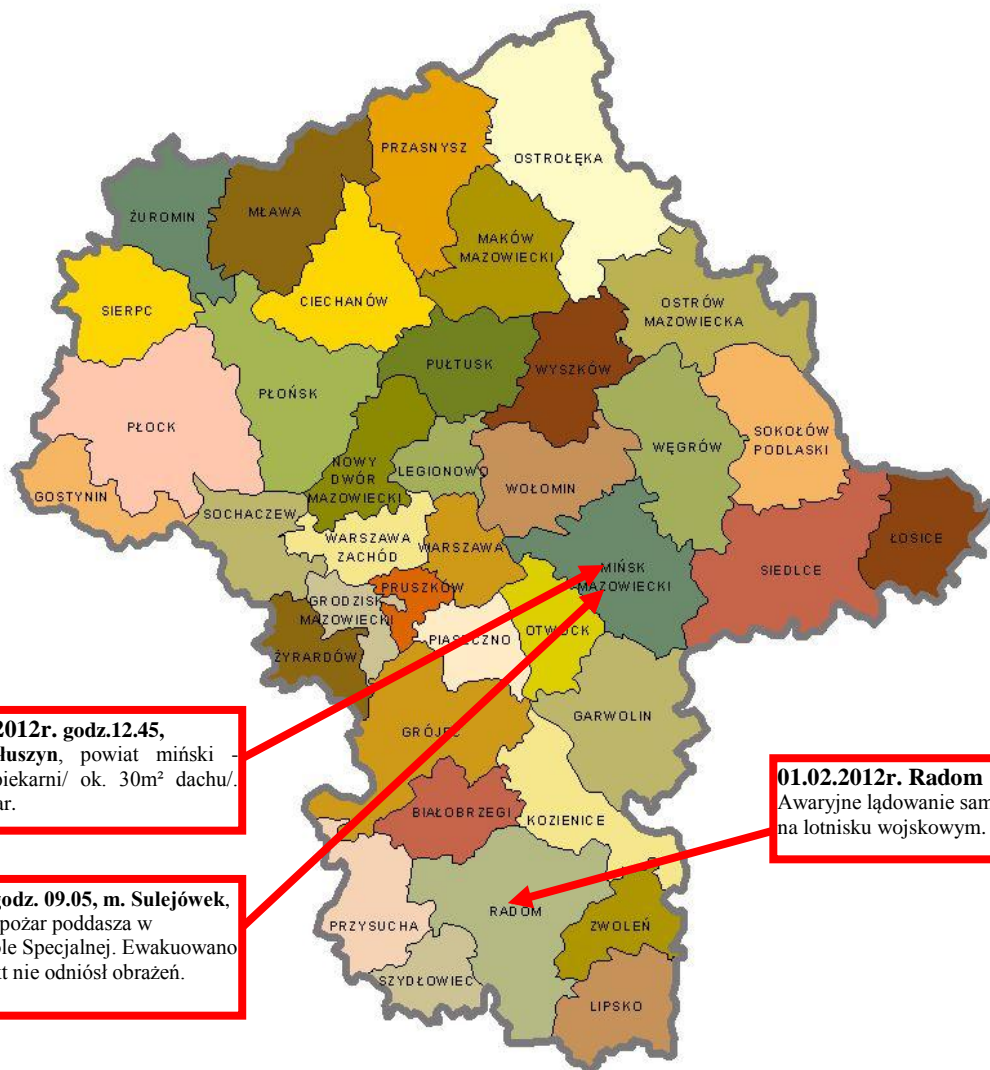 PRZASNYSZ
OSTROŁĘKA
ŻUROMIN
MŁAWA
MAKÓW
MAZOWIECKI
SIERPC
CIECHANÓW
OSTRÓW
MAZOWIECKA
PUŁTUSK
WYSZKÓW
PŁOŃSK
PŁOCK
SOKOŁÓW
PODLASKI
WĘGRÓW
NOWY
DWÓR
MAZOWIECKI
LEGIONOWO
WOŁOMIN
GOSTYNIN
SOCHACZEW
WARSZAWA
ZACHÓD
WARSZAWA
MIŃSK
MAZOWIECKI
SIEDLCE
ŁOSICE
PRUSZKÓW
GRODZISK
MAZOWIECKI
PIASECZNO
OTWOCK
ŻYRARDÓW
GARWOLIN
GRÓJEC
2012r. godz.12.45,
łuszyn, powiat miński -
piekarni/ ok. 30m² dachu/.
ar.
BIAŁOBRZEGI
KOZIENICE
01.02.2012r. Radom
Awaryjne lądowanie sam
na lotnisku wojskowym.
godz. 09.05, m. Sulejówek,
pożar poddasza w
ole Specjalnej. Ewakuowano
kt nie odniósł obrażeń.
RADOM
PRZYSUCHA
ZWOLEŃ
SZYDŁOWIEC
LIPSKO